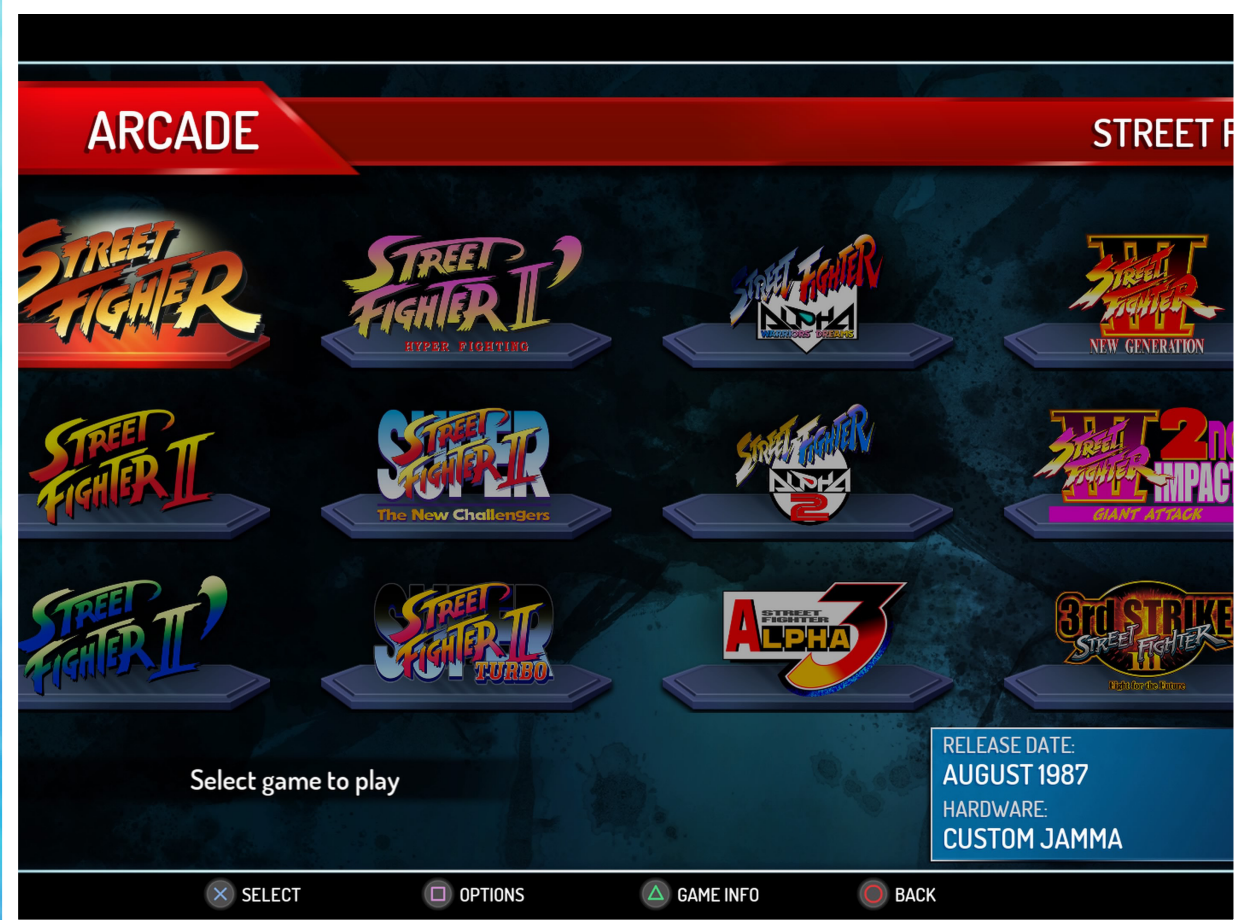 ARCADE
STREET F
STREET
FIGHTER
STREET
FIGHTER II'
HYPER FIGHTING
STREET FIGHTER
ALPHA
WARRIORS' DREAMS
III
STREET
FIGHTER
NEW GENERATION
STREET
FIGHTER II
SUPER
STREET
FIGHTER II
The New Challengers
STREET FIGHTER
ALPHA
2
III
STREET
FIGHTER
2nd
IMPACT
GIANT ATTACK
STREET
FIGHTER II'
SUPER
STREET
FIGHTER II
TURBO
STREET
FIGHTER
ALPHA 3
3rd STRIKE
STREET FIGHTER
III
Fight for the Future
Select game to play
RELEASE DATE:
AUGUST 1987
HARDWARE:
CUSTOM JAMMA
SELECT
OPTIONS
GAME INFO
BACK